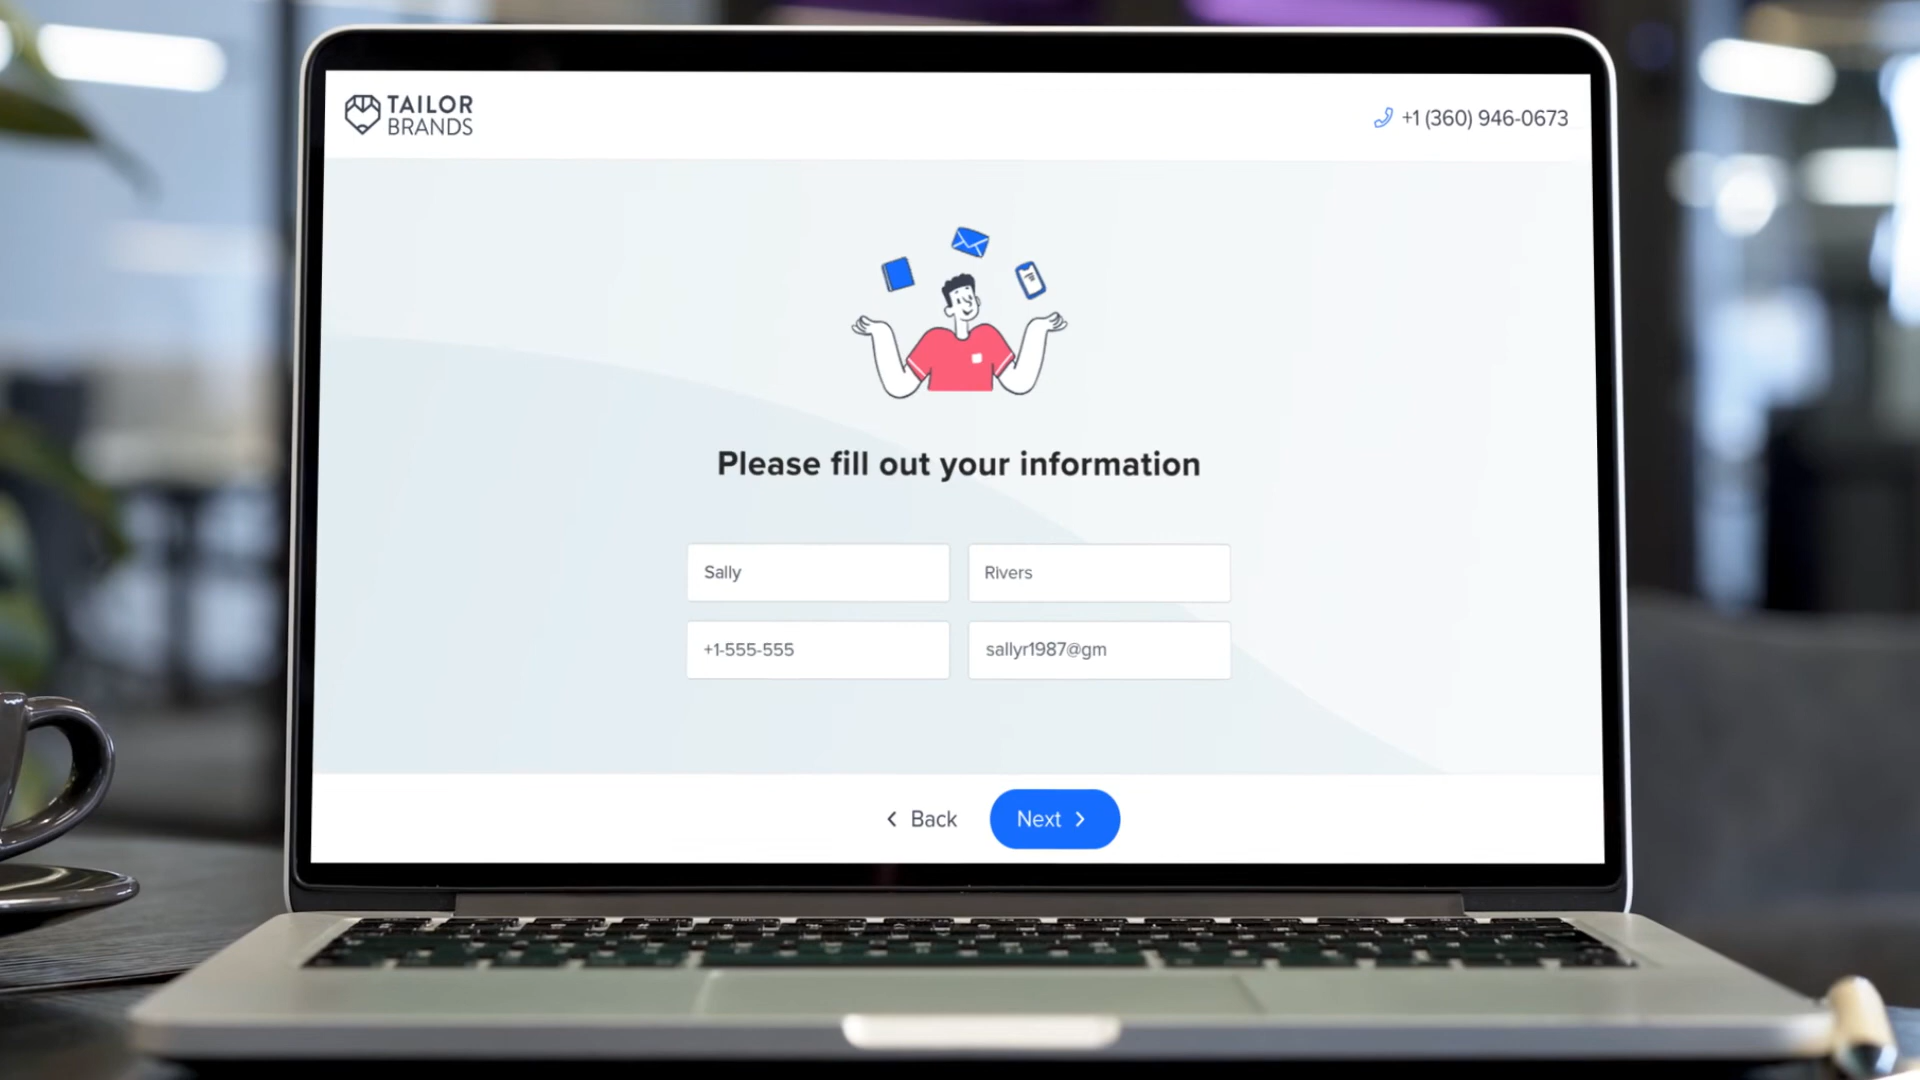 TAILOR
BRANDS
+1 (360) 946-0673
Please fill out your information
Sally
Rivers
+1-555-555
sallyr1987@gm
Back
Next